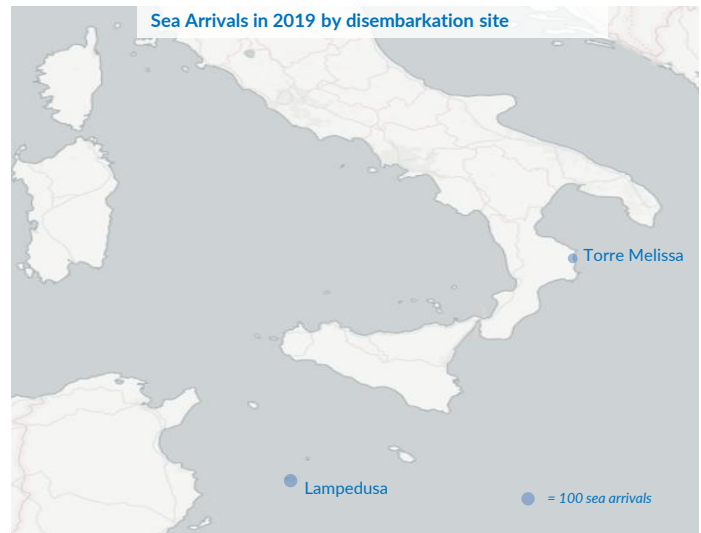 Sea Arrivals in 2019 by disembarkation site
Torre Melissa
Lampedusa
= 100 sea arrivals